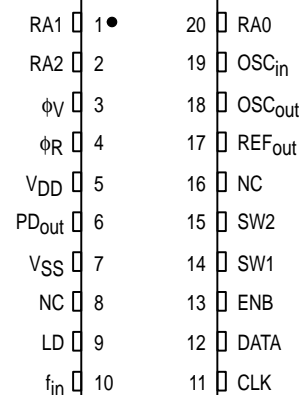 RA1 1 20 RA0
RA2 2 19 OSCin
ϕV 3 18 OSCout
ϕR 4 17 REFout
VDD 5 16 NC
PDout 6 15 SW2
VSS 7 14 SW1
NC 8 13 ENB
LD 9 12 DATA
fin 10 11 CLK